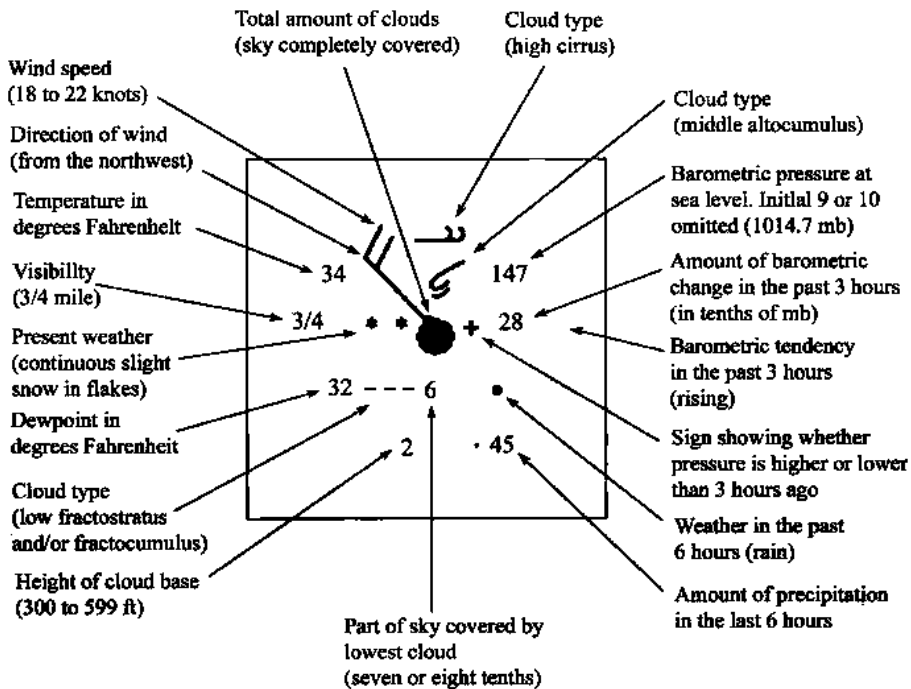 Total amount of clouds
(sky completely covered)
Cloud type
(high cirrus)
Wind speed
(18 to 22 knots)
Direction of wind
(from the northwest)
Temperature in
degrees Fahrenhelt
Visibillty
(3/4 mile)
Present weather
(continuous slight
snow in flakes)
Dewpoint in
degrees Fahrenheit
Cloud type
(low fractostratus
and/or fractocumulus)
Height of cloud base
(300 to 599 ft)
34
147
3/4
* *
+ 28
32 - - - - 6
2
. 45
Cloud type
(middle altocumulus)
Barometric pressure at
sea level. Initlal 9 or 10
omitted (1014.7 mb)
Amount of barometric
change in the past 3 hours
(in tenths of mb)
Barometric tendency
in the past 3 hours
(rising)
Sign showing whether
pressure is higher or lower
than 3 hours ago
Weather in the past
6 hours (rain)
Amount of precipitation
in the last 6 hours
Part of sky covered by
lowest cloud
(seven or eight tenths)